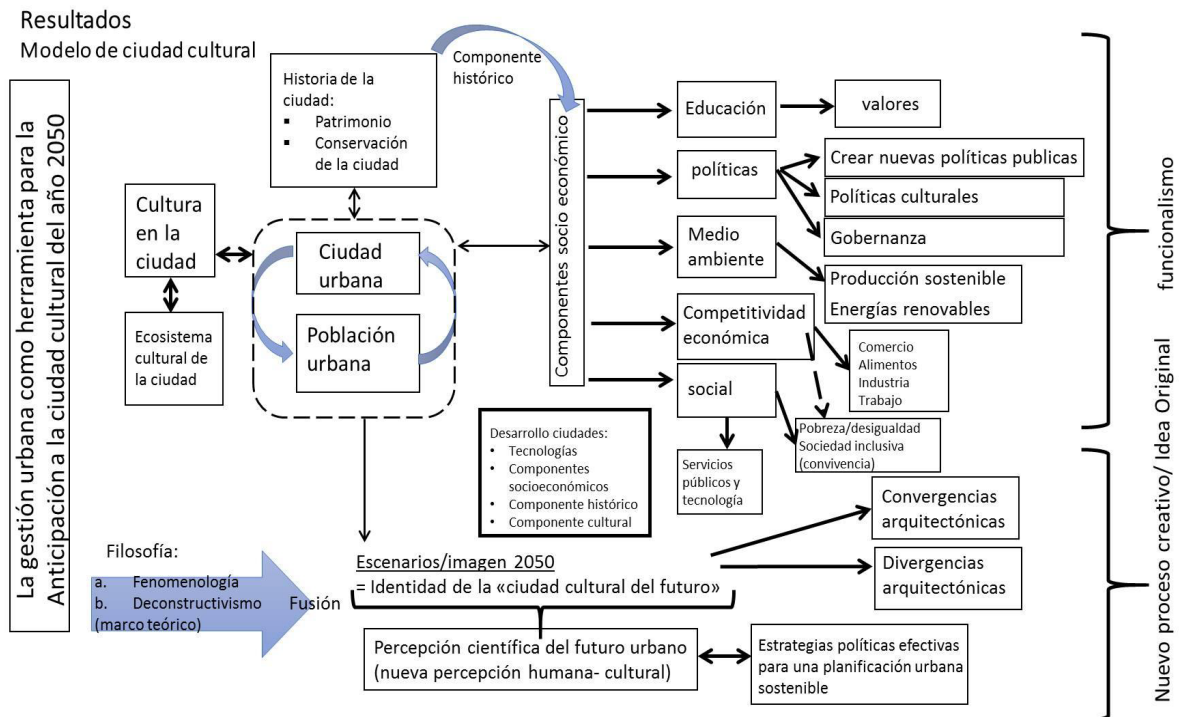 Resultados
Modelo de ciudad cultural
La gestión urbana como herramienta para la
Anticipación a la ciudad cultural del año 2050
Historia de la
ciudad:
▪ Patrimonio
▪ Conservación
de la ciudad
Componente
histórico
Cultura
en la
ciudad
Ecosistema
cultural de
la ciudad
Ciudad
urbana
Población
urbana
Componentes socio económico
Educación
valores
políticas
Crear nuevas políticas publicas
Políticas culturales
Gobernanza
Medio
ambiente
Producción sostenible
Energías renovables
Competitividad
económica
Comercio
Alimentos
Industria
Trabajo
social
Servicios
públicos y
tecnología
Pobreza/desigualdad
Sociedad inclusiva
(convivencia)
Desarrollo ciudades:
• Tecnologías
• Componentes
socioeconómicos
• Componente histórico
• Componente cultural
Filosofía:
a. Fenomenología
b. Deconstructivismo
(marco teórico)
Fusión
Escenarios/imagen 2050
= Identidad de la «ciudad cultural del futuro»
Convergencias
arquitectónicas
Divergencias
arquitectónicas
Percepción científica del futuro urbano
(nueva percepción humana- cultural)
Estrategias políticas efectivas
para una planificación urbana
sostenible
funcionalismo
Nuevo proceso creativo/ Idea Original